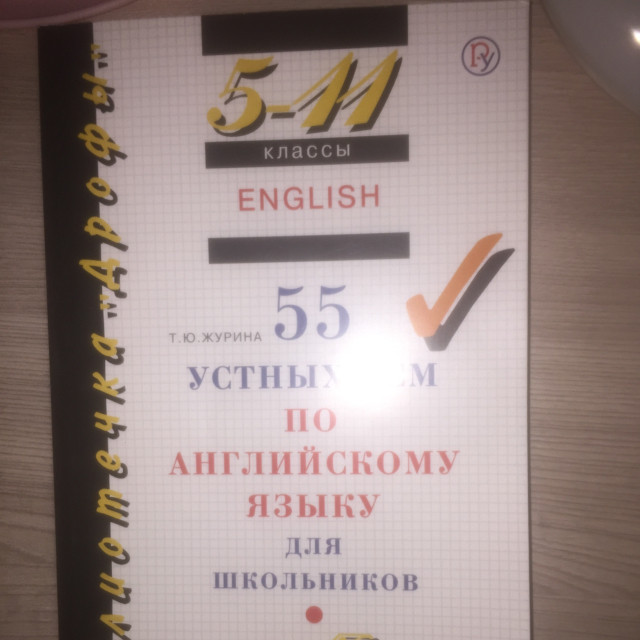 5-11
классы
ENGLISH
55
Т.Ю.ЖУРИНА
УСТНЫХ
ПО
АНГЛИЙСКОМУ
ЯЗЫКУ
ДЛЯ
ШКОЛЬНИКОВ
"Дрофы"